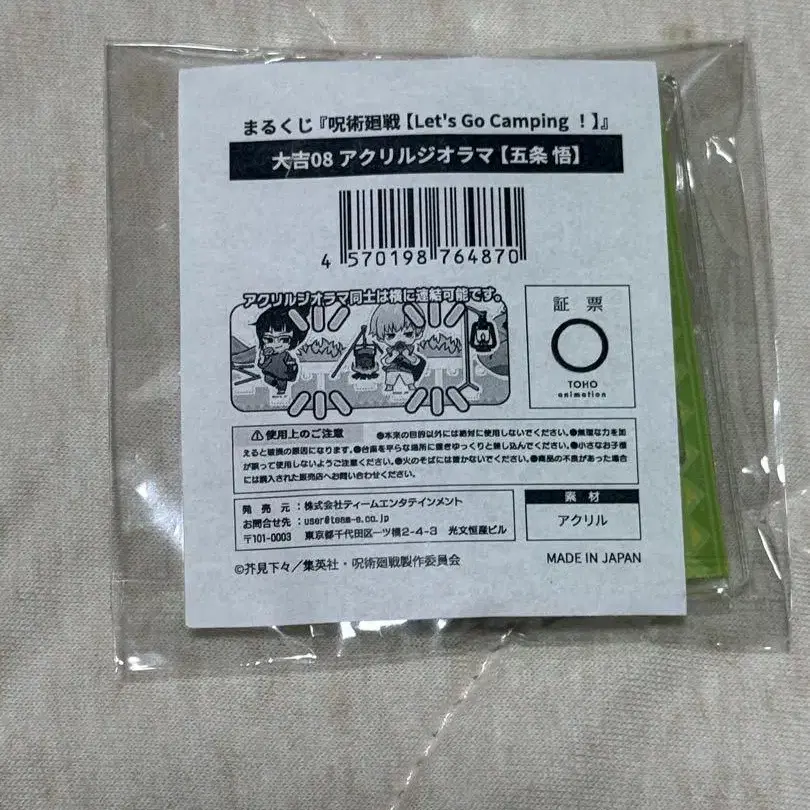 まるくじ『呪術廻戦【Let's Go Camping ！】』
大吉08 アクリルジオラマ【五条 悟】
4 570198 764870
アクリルジオラマ同士は横に連結可能です。
証 票
TOHO
animation
⚠使用上のご注意 ●本来の目的以外には絶対に使用しないでください。●無理な力を加
えると破損の原因になります。●台座を平らな場所に置きゆっくりと差し込んでください。●小さなお子様
が誤って使用しないようご注意ください。●火のそばには置かないでください。●商品の不良があった場合
には購入された販売店へお問い合わせください。
発 売 元：株式会社ティームエンタテインメント
お問合せ先：user@team-e.co.jp
〒101-0003 東京都千代田区一ツ橋2-4-3 光文恒産ビル
素 材
アクリル
©芥見下々／集英社・呪術廻戦製作委員会
MADE IN JAPAN